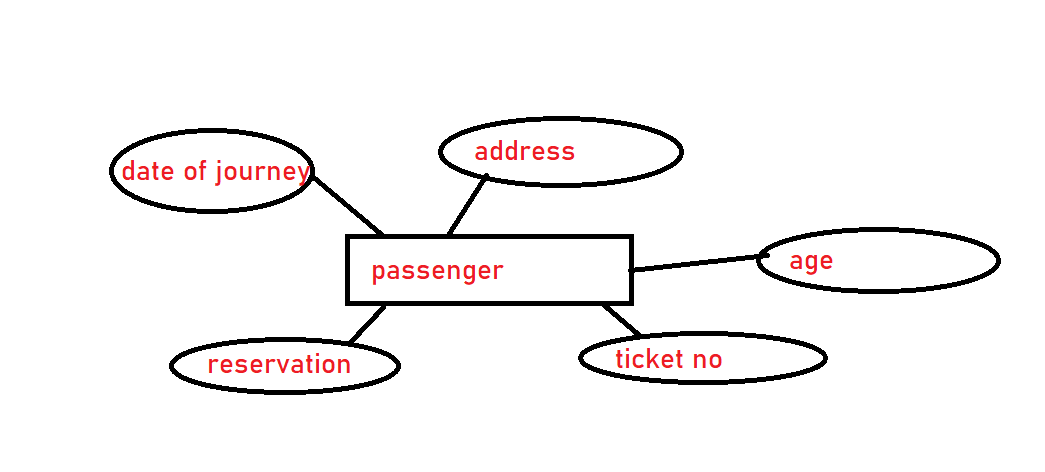 date of journey
address
passenger
age
reservation
ticket no